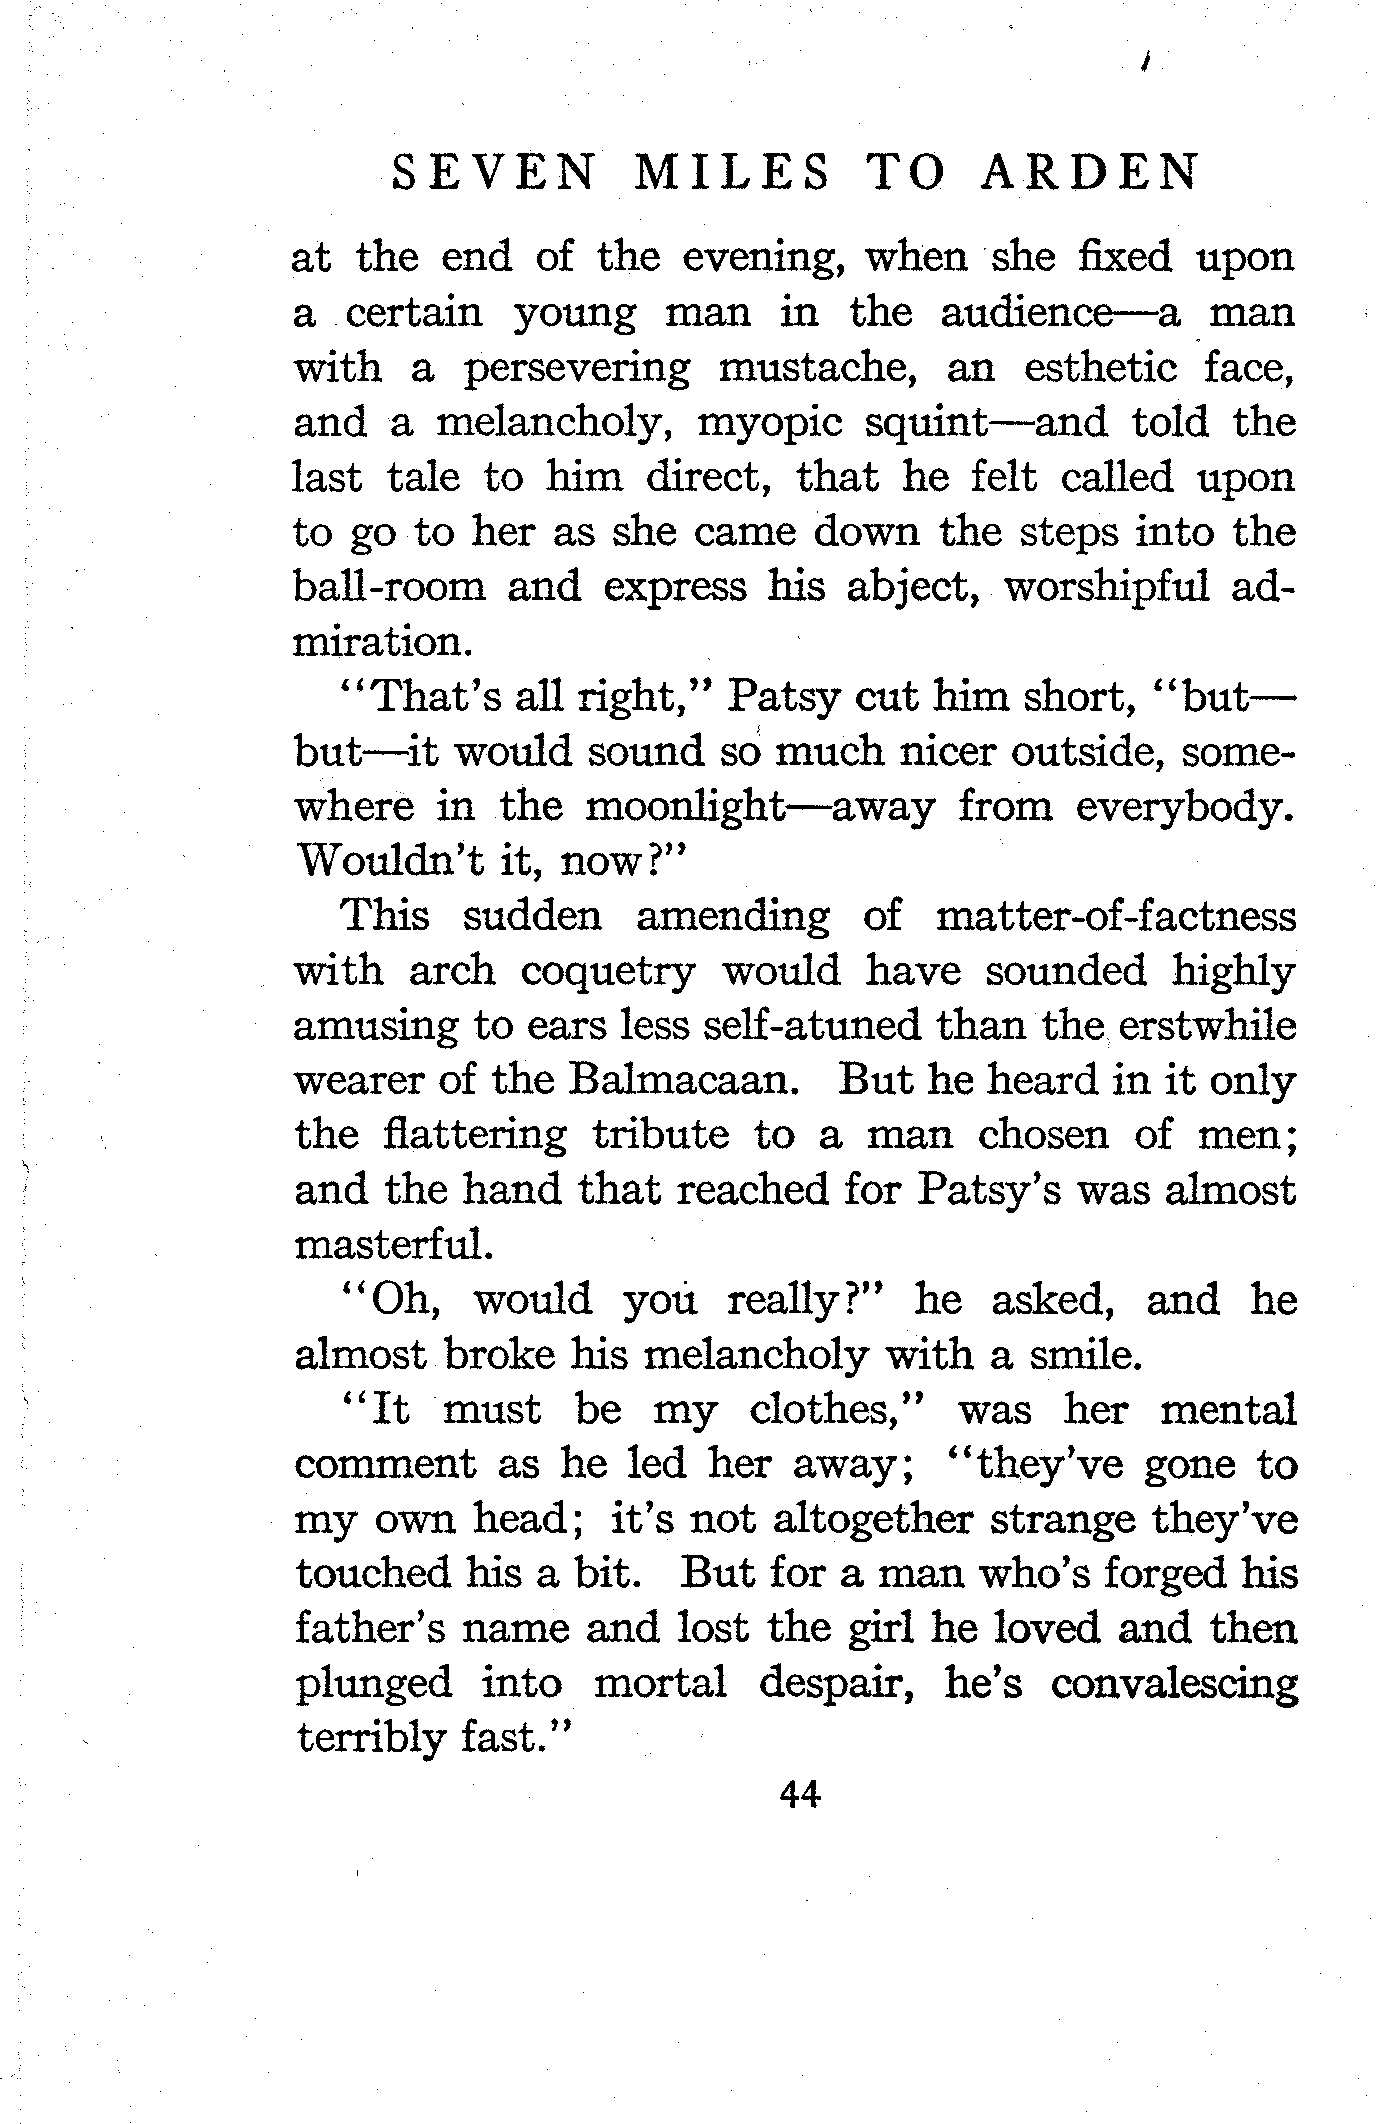 SEVEN MILES TO ARDEN
at the end of the evening, when she fixed upon
a certain young man in the audience—a man
with a persevering mustache, an esthetic face,
and a melancholy, myopic squint—and told the
last tale to him direct, that he felt called upon
to go to her as she came down the steps into the
ball-room and express his abject, worshipful ad-
miration.
"That's all right," Patsy cut him short, "but—
but—it would sound so much nicer outside, some-
where in the moonlight—away from everybody.
Wouldn't it, now?"
This sudden amending of matter-of-factness
with arch coquetry would have sounded highly
amusing to ears less self-atuned than the erstwhile
wearer of the Balmacaan. But he heard in it only
the flattering tribute to a man chosen of men;
and the hand that reached for Patsy's was almost
masterful.
"Oh, would you really?" he asked, and he
almost broke his melancholy with a smile.
"It must be my clothes," was her mental
comment as he led her away; "they've gone to
my own head; it's not altogether strange they've
touched his a bit. But for a man who's forged his
father's name and lost the girl he loved and then
plunged into mortal despair, he's convalescing
terribly fast."
44